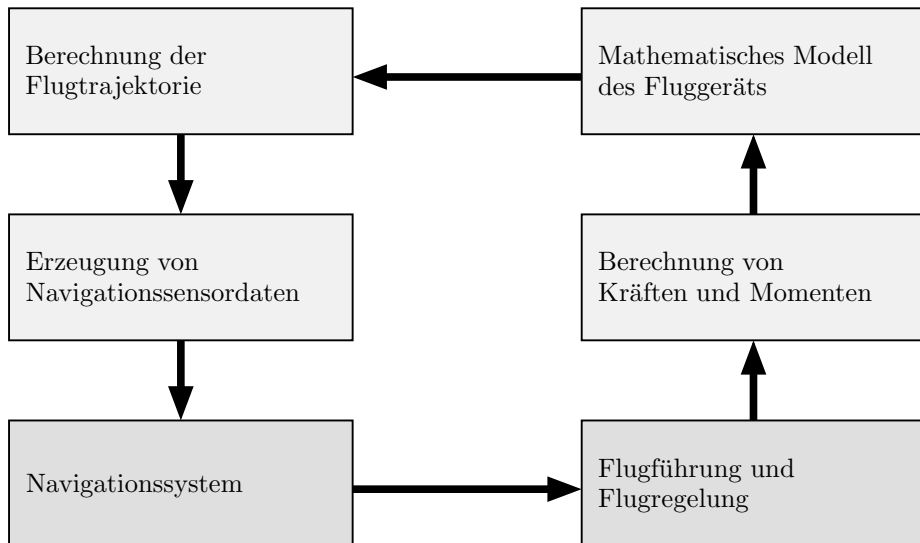 Berechnung der
Flugtrajektorie
Mathematisches Modell
des Fluggeräts
Erzeugung von
Navigationssensordaten
Berechnung von
Kräften und Momenten
Navigationssystem
Flugführung und
Flugregelung